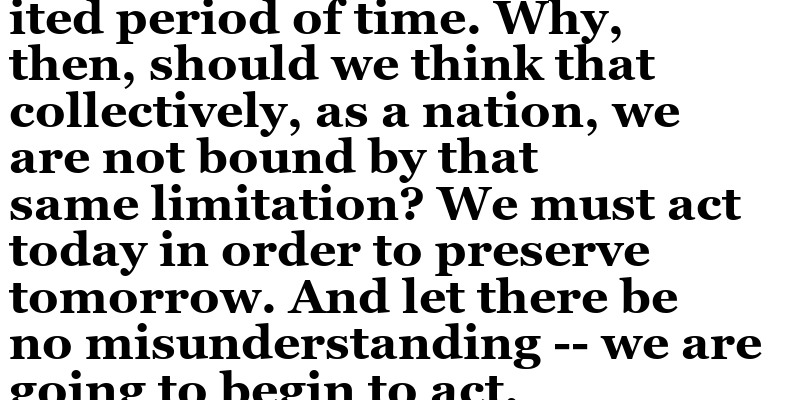 ited period of time. Why,
then, should we think that
collectively, as a nation, we
are not bound by that
same limitation? We must act
today in order to preserve
tomorrow. And let there be
no misunderstanding -- we are
going to begin to act.